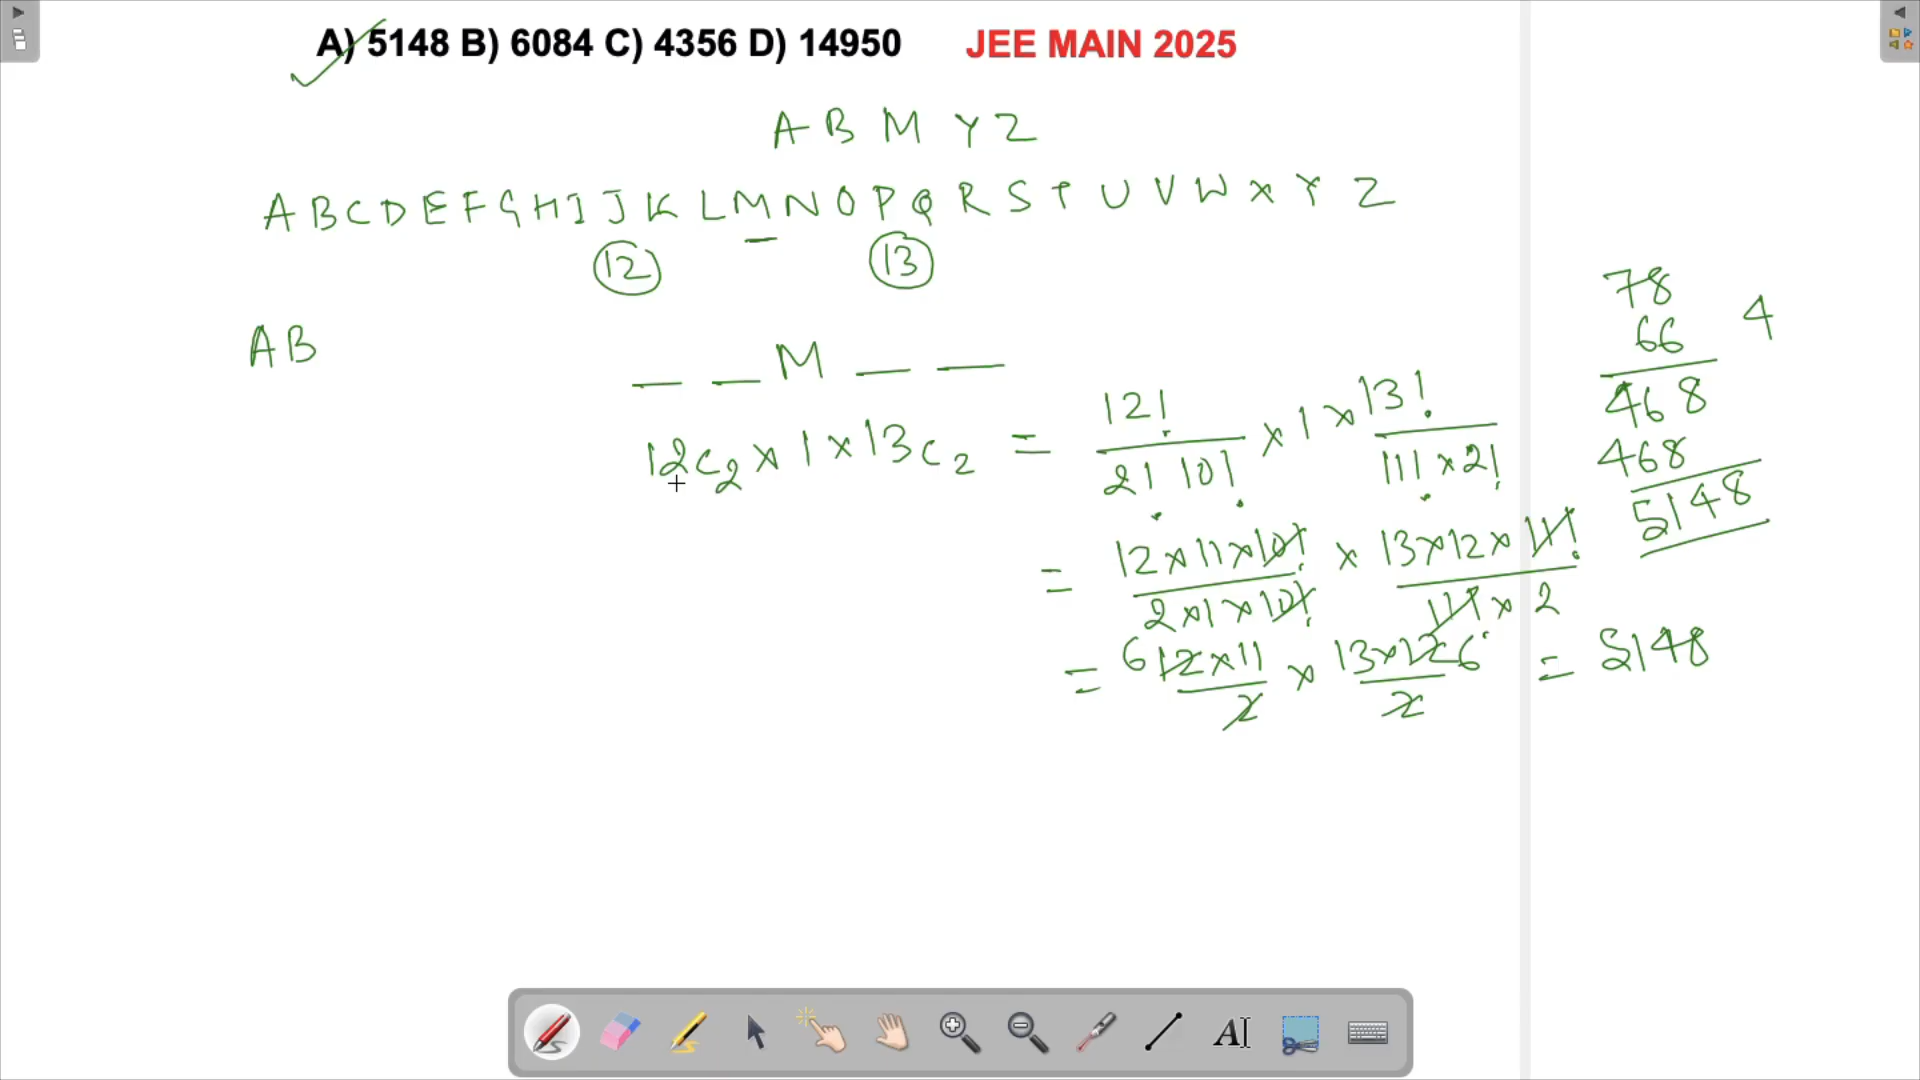 A) 5148 B) 6084 C) 4356 D) 14950 JEE MAIN 2025
A B M Y Z
A B C D E F G H I J K L M N O P Q R S T U V W X Y Z
12 13
A B
_ _ M _ _
12c2 × 1 × 13c2 = 12! / 2! 10! × 1 × 13! / 11! × 2!
= 12 × 11 × 10! / 2 × 1 × 10! × 13 × 12 × 11! / 11! × 2
= 6 12 × 11 / 2 × 13 × 12 6 / 2 = 5148
78
66 4
468
468
5148
AI